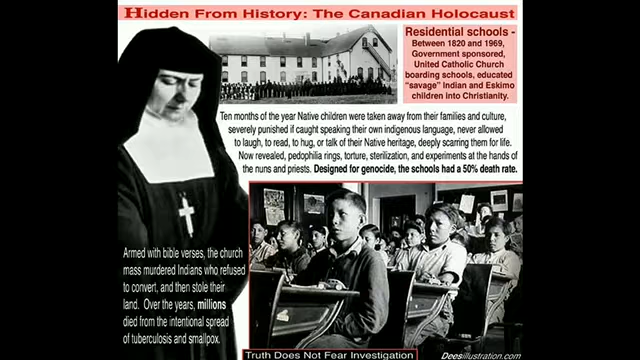 Hidden From History: The Canadian Holocaust
Residential schools -
Between 1820 and 1969,
Government sponsored,
United Catholic Church
boarding schools, educated
"savage" Indian and Eskimo
children into Christianity.
Ten months of the year Native children were taken away from their families and culture,
severely punished if caught speaking their own indigenous language, never allowed
to laugh, to read, to hug, or talk of their Native heritage, deeply scarring them for life.
Now revealed, pedophilia rings, torture, sterilization, and experiments at the hands of
the nuns and priests. Designed for genocide, the schools had a 50% death rate.
Armed with bible verses, the church
mass murdered Indians who refused
to convert, and then stole their
land. Over the years, millions
died from the intentional spread
of tuberculosis and smallpox.
Truth Does Not Fear Investigation
Deesillustration.com